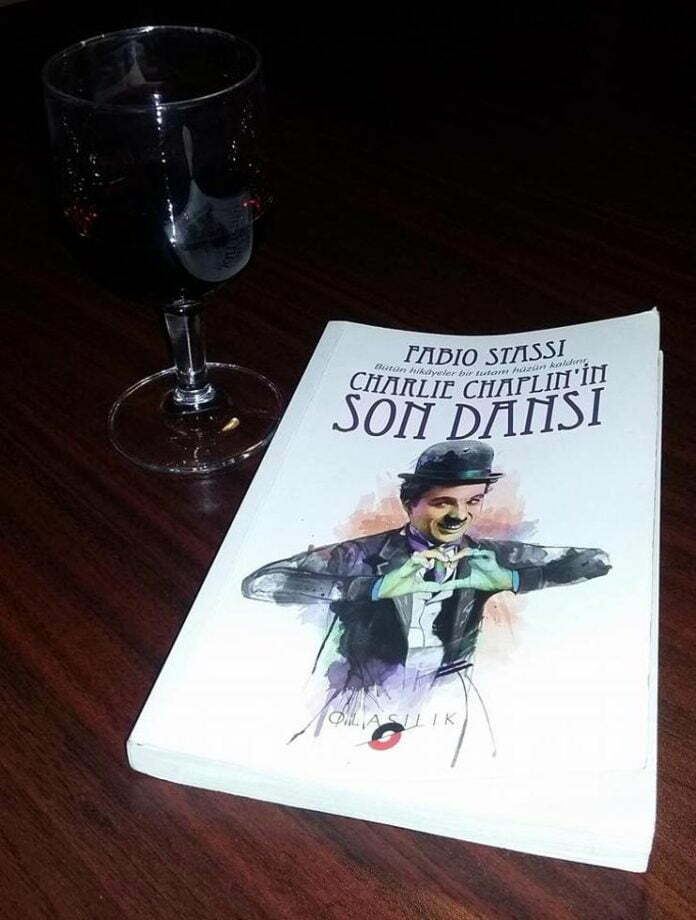 FABIO STASSI
Bütün hikâyeler bir tutam hüzün kaldırır.
CHARLIE CHAPLIN'İN
SON DANSI
OLASILIK